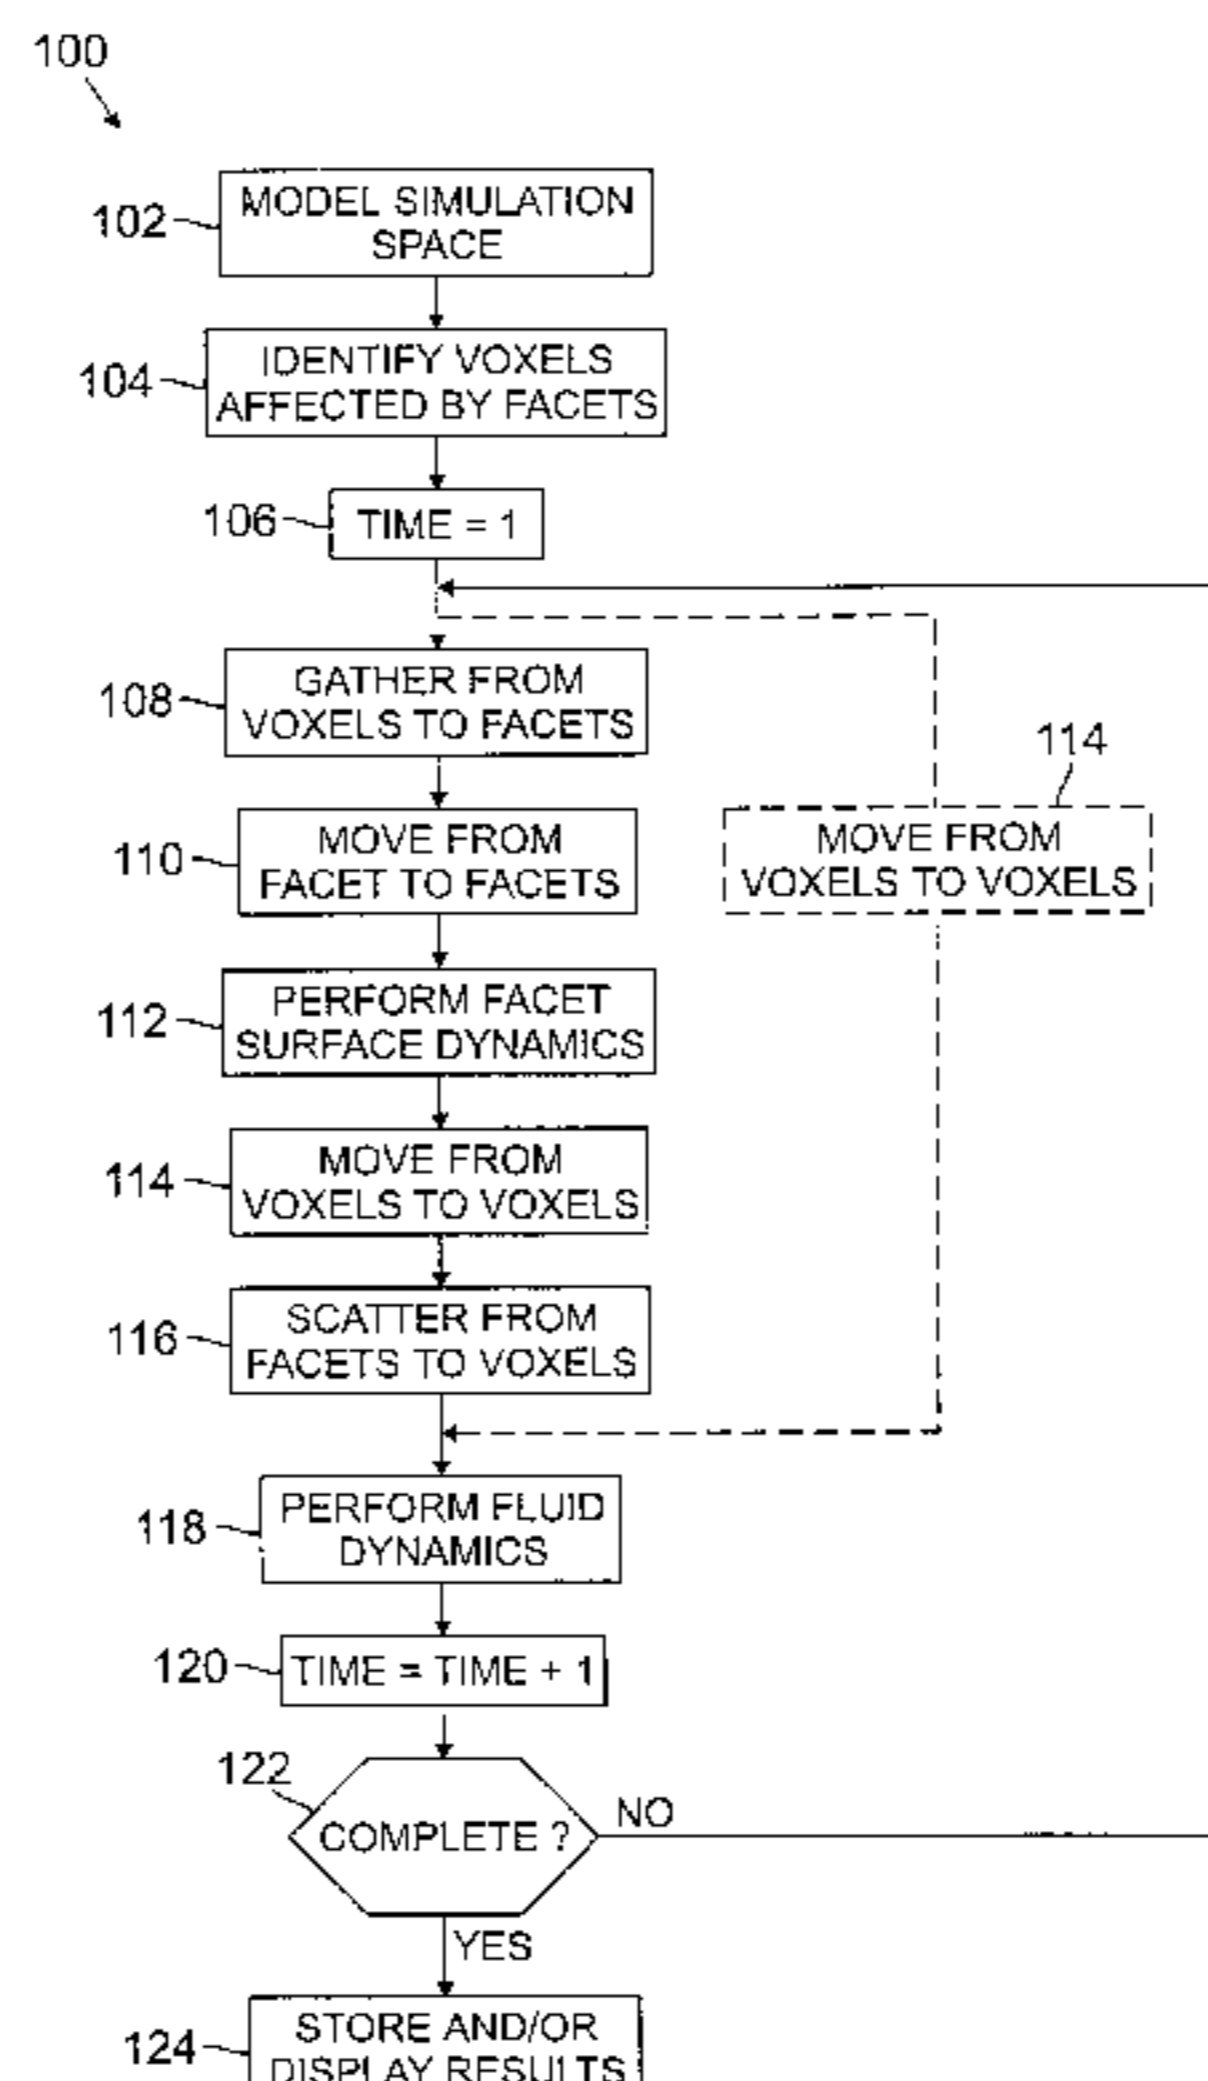 100
102
MODEL SIMULATION
SPACE
104
IDENTIFY VOXELS
AFFECTED BY FACETS
106
TIME = 1
108
GATHER FROM
VOXELS TO FACETS
114
MOVE FROM
VOXELS TO VOXELS
110
MOVE FROM
FACET TO FACETS
112
PERFORM FACET
SURFACE DYNAMICS
114
MOVE FROM
VOXELS TO VOXELS
116
SCATTER FROM
FACETS TO VOXELS
118
PERFORM FLUID
DYNAMICS
120
TIME = TIME + 1
122
COMPLETE ?
NO
YES
124
STORE AND/OR
DISPLAY RESULTS